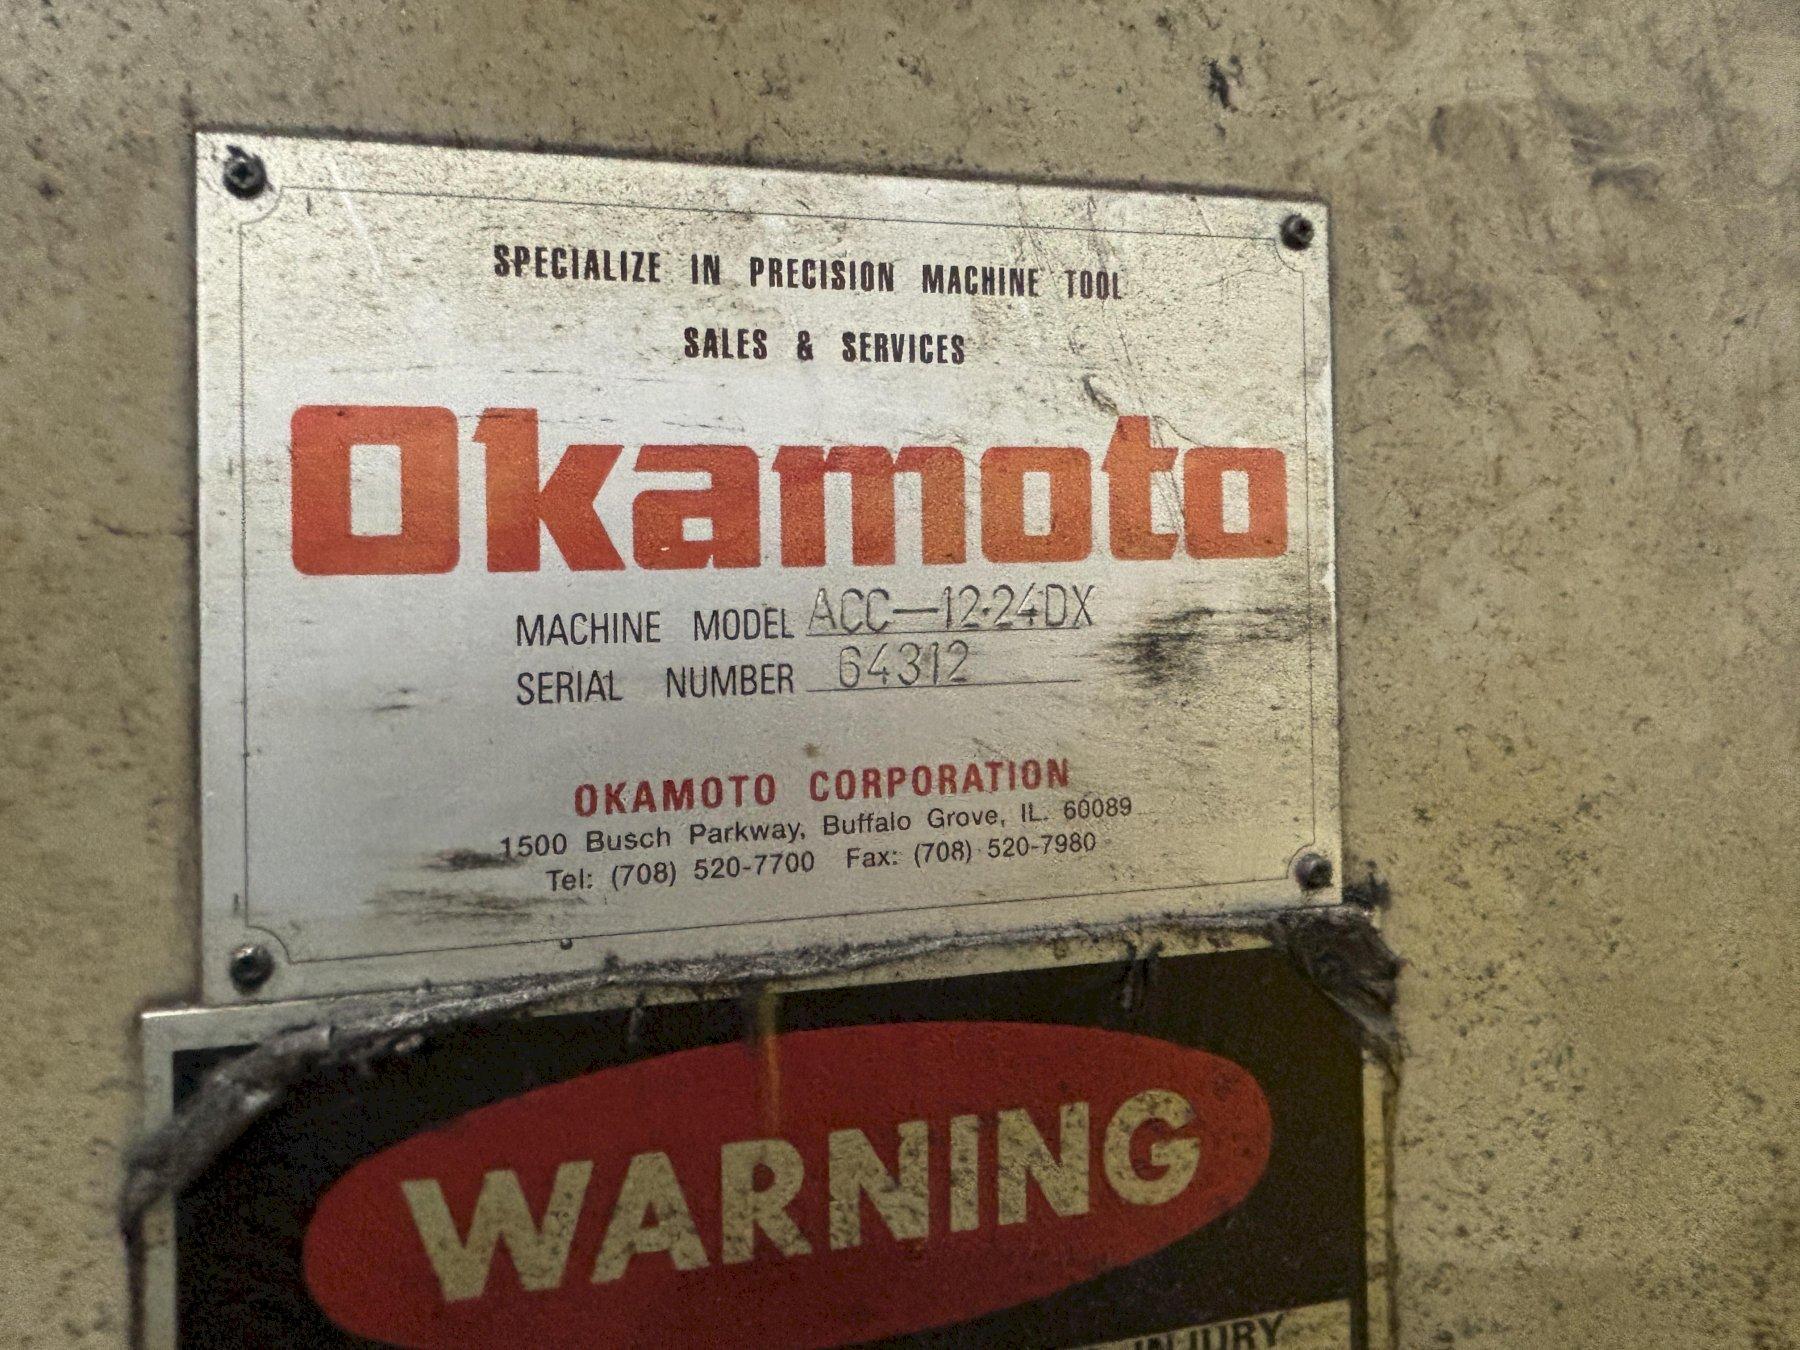 SPECIALIZE IN PRECISION MACHINE TOOL
SALES & SERVICES
Okamoto
MACHINE MODEL ACC—12·24DX
SERIAL NUMBER 64312
OKAMOTO CORPORATION
1500 Busch Parkway, Buffalo Grove, IL. 60089
Tel: (708) 520-7700 Fax: (708) 520-7980
WARNING
INJURY